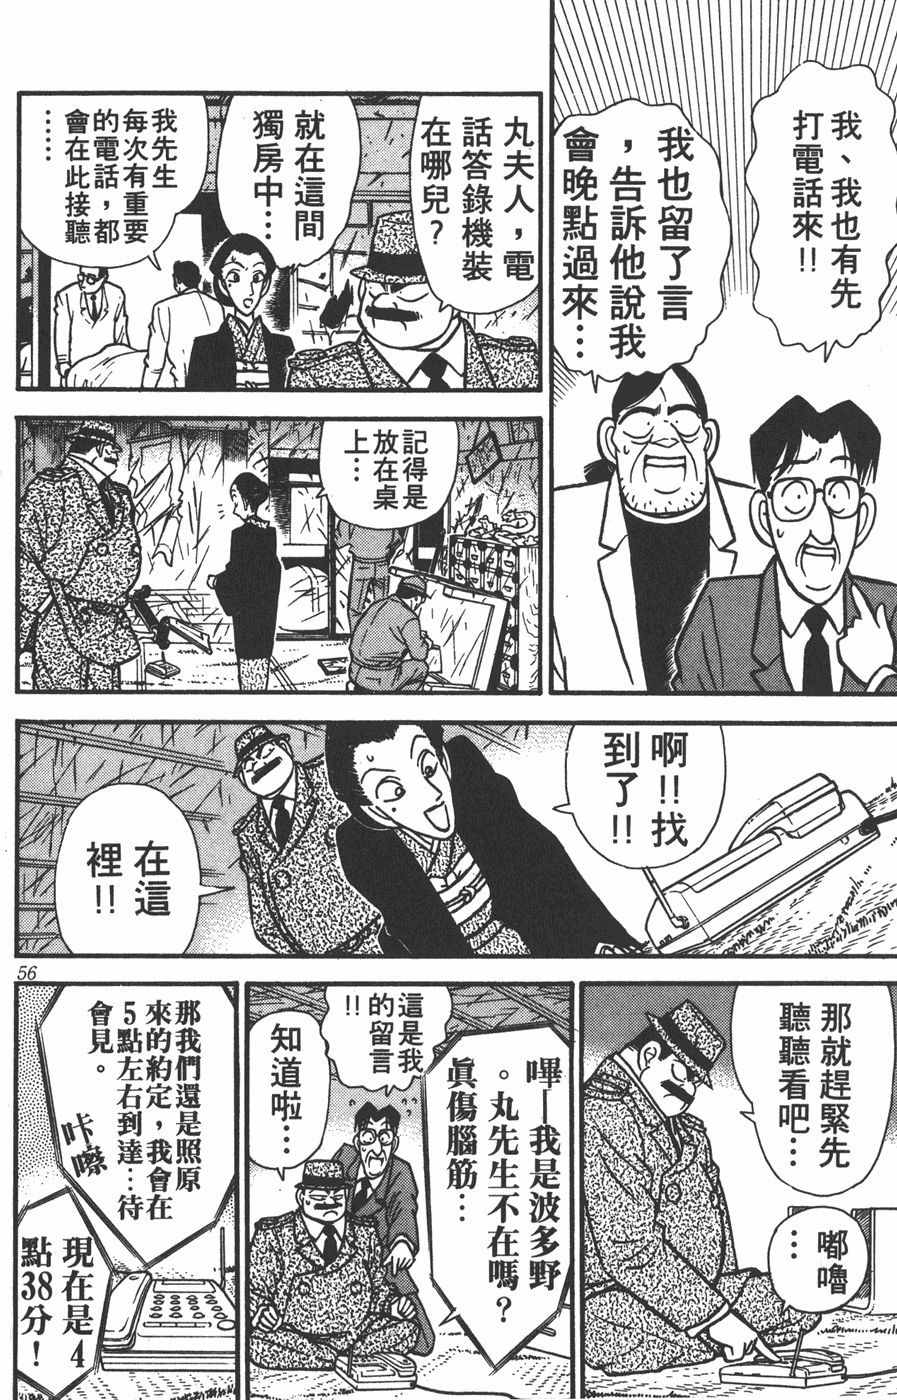 我、我也有先
打電話來!!
我也留了言
，告訴他說我
會晚點過來…
丸夫人，電
話答錄機裝
在哪兒？
就在這間
獨房中…
我先生
每次有重要
的電話，都
會在此接聽
……
記得是
放在桌
上…
啊!!找
到了!!
在這
裡!!
56
那就趕緊先
聽聽看吧…
嘟嚕
…
嗶—我是波多野
。丸先生不在嗎？
眞傷腦筋…
這是我
的留言
!!
知道啦…
那我們還是照原
來的約定，我會在
5點左右到達…待
會見。
咔嚓
現在是4
點38分！